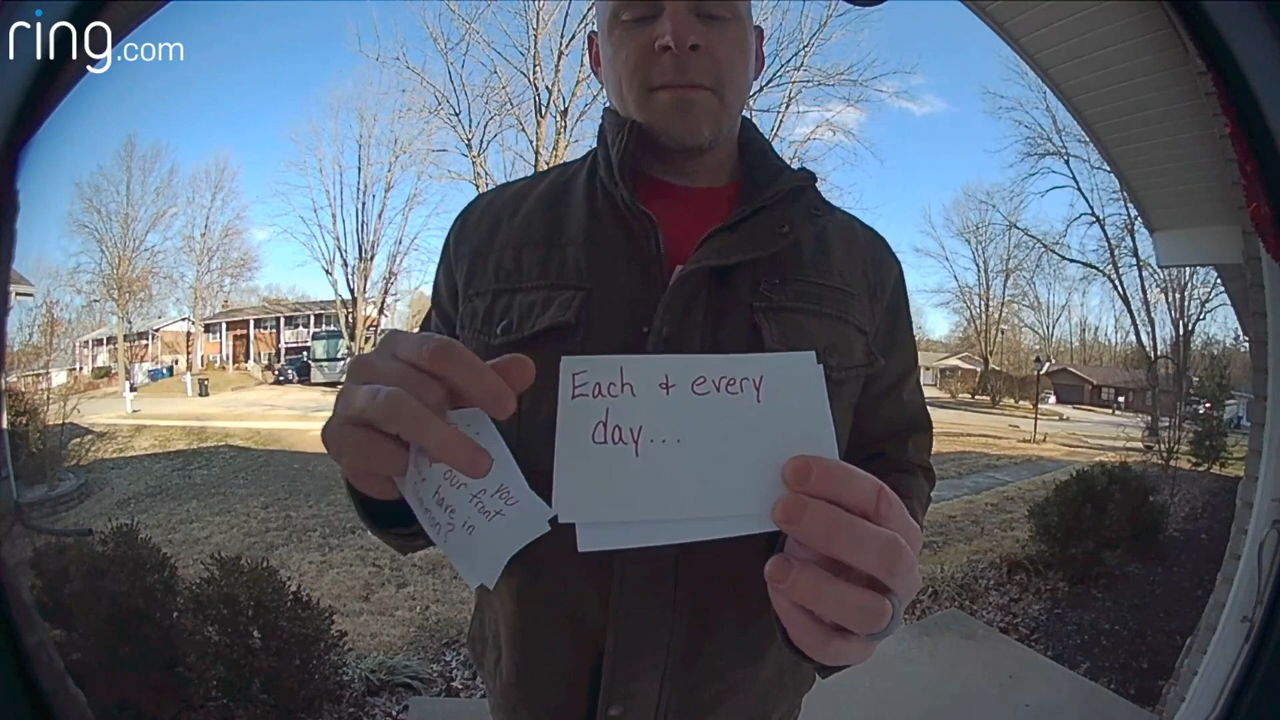 ring.com
Each & every
day...
you
our front
have in